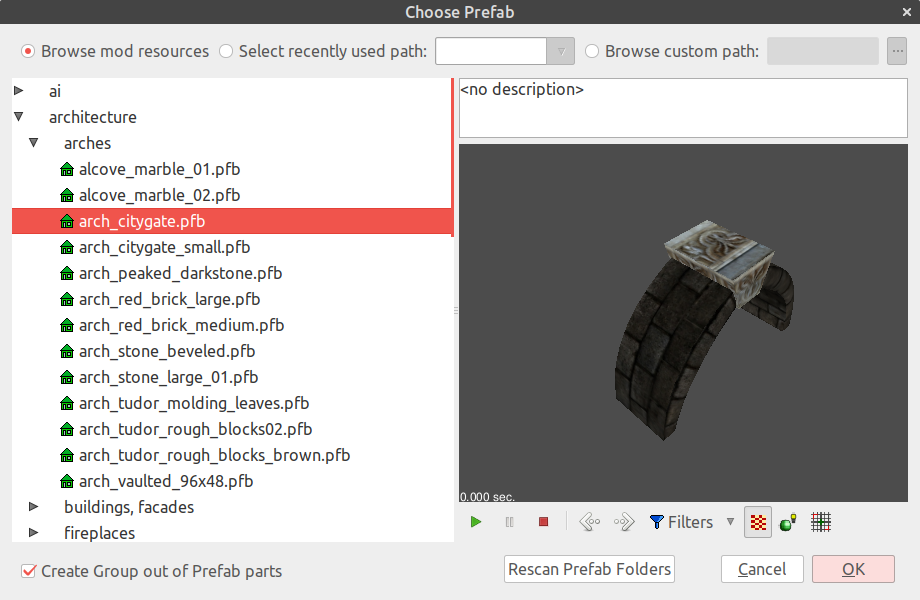 Choose Prefab
Browse mod resources Select recently used path: Browse custom path: ...
<no description>
ai
architecture
arches
alcove_marble_01.pfb
alcove_marble_02.pfb
arch_citygate.pfb
arch_citygate_small.pfb
arch_peaked_darkstone.pfb
arch_red_brick_large.pfb
arch_red_brick_medium.pfb
arch_stone_beveled.pfb
arch_stone_large_01.pfb
arch_tudor_molding_leaves.pfb
arch_tudor_rough_blocks02.pfb
arch_tudor_rough_blocks_brown.pfb
arch_vaulted_96x48.pfb
buildings, facades
fireplaces
0.000 sec.
Filters
Create Group out of Prefab parts
Rescan Prefab Folders Cancel OK